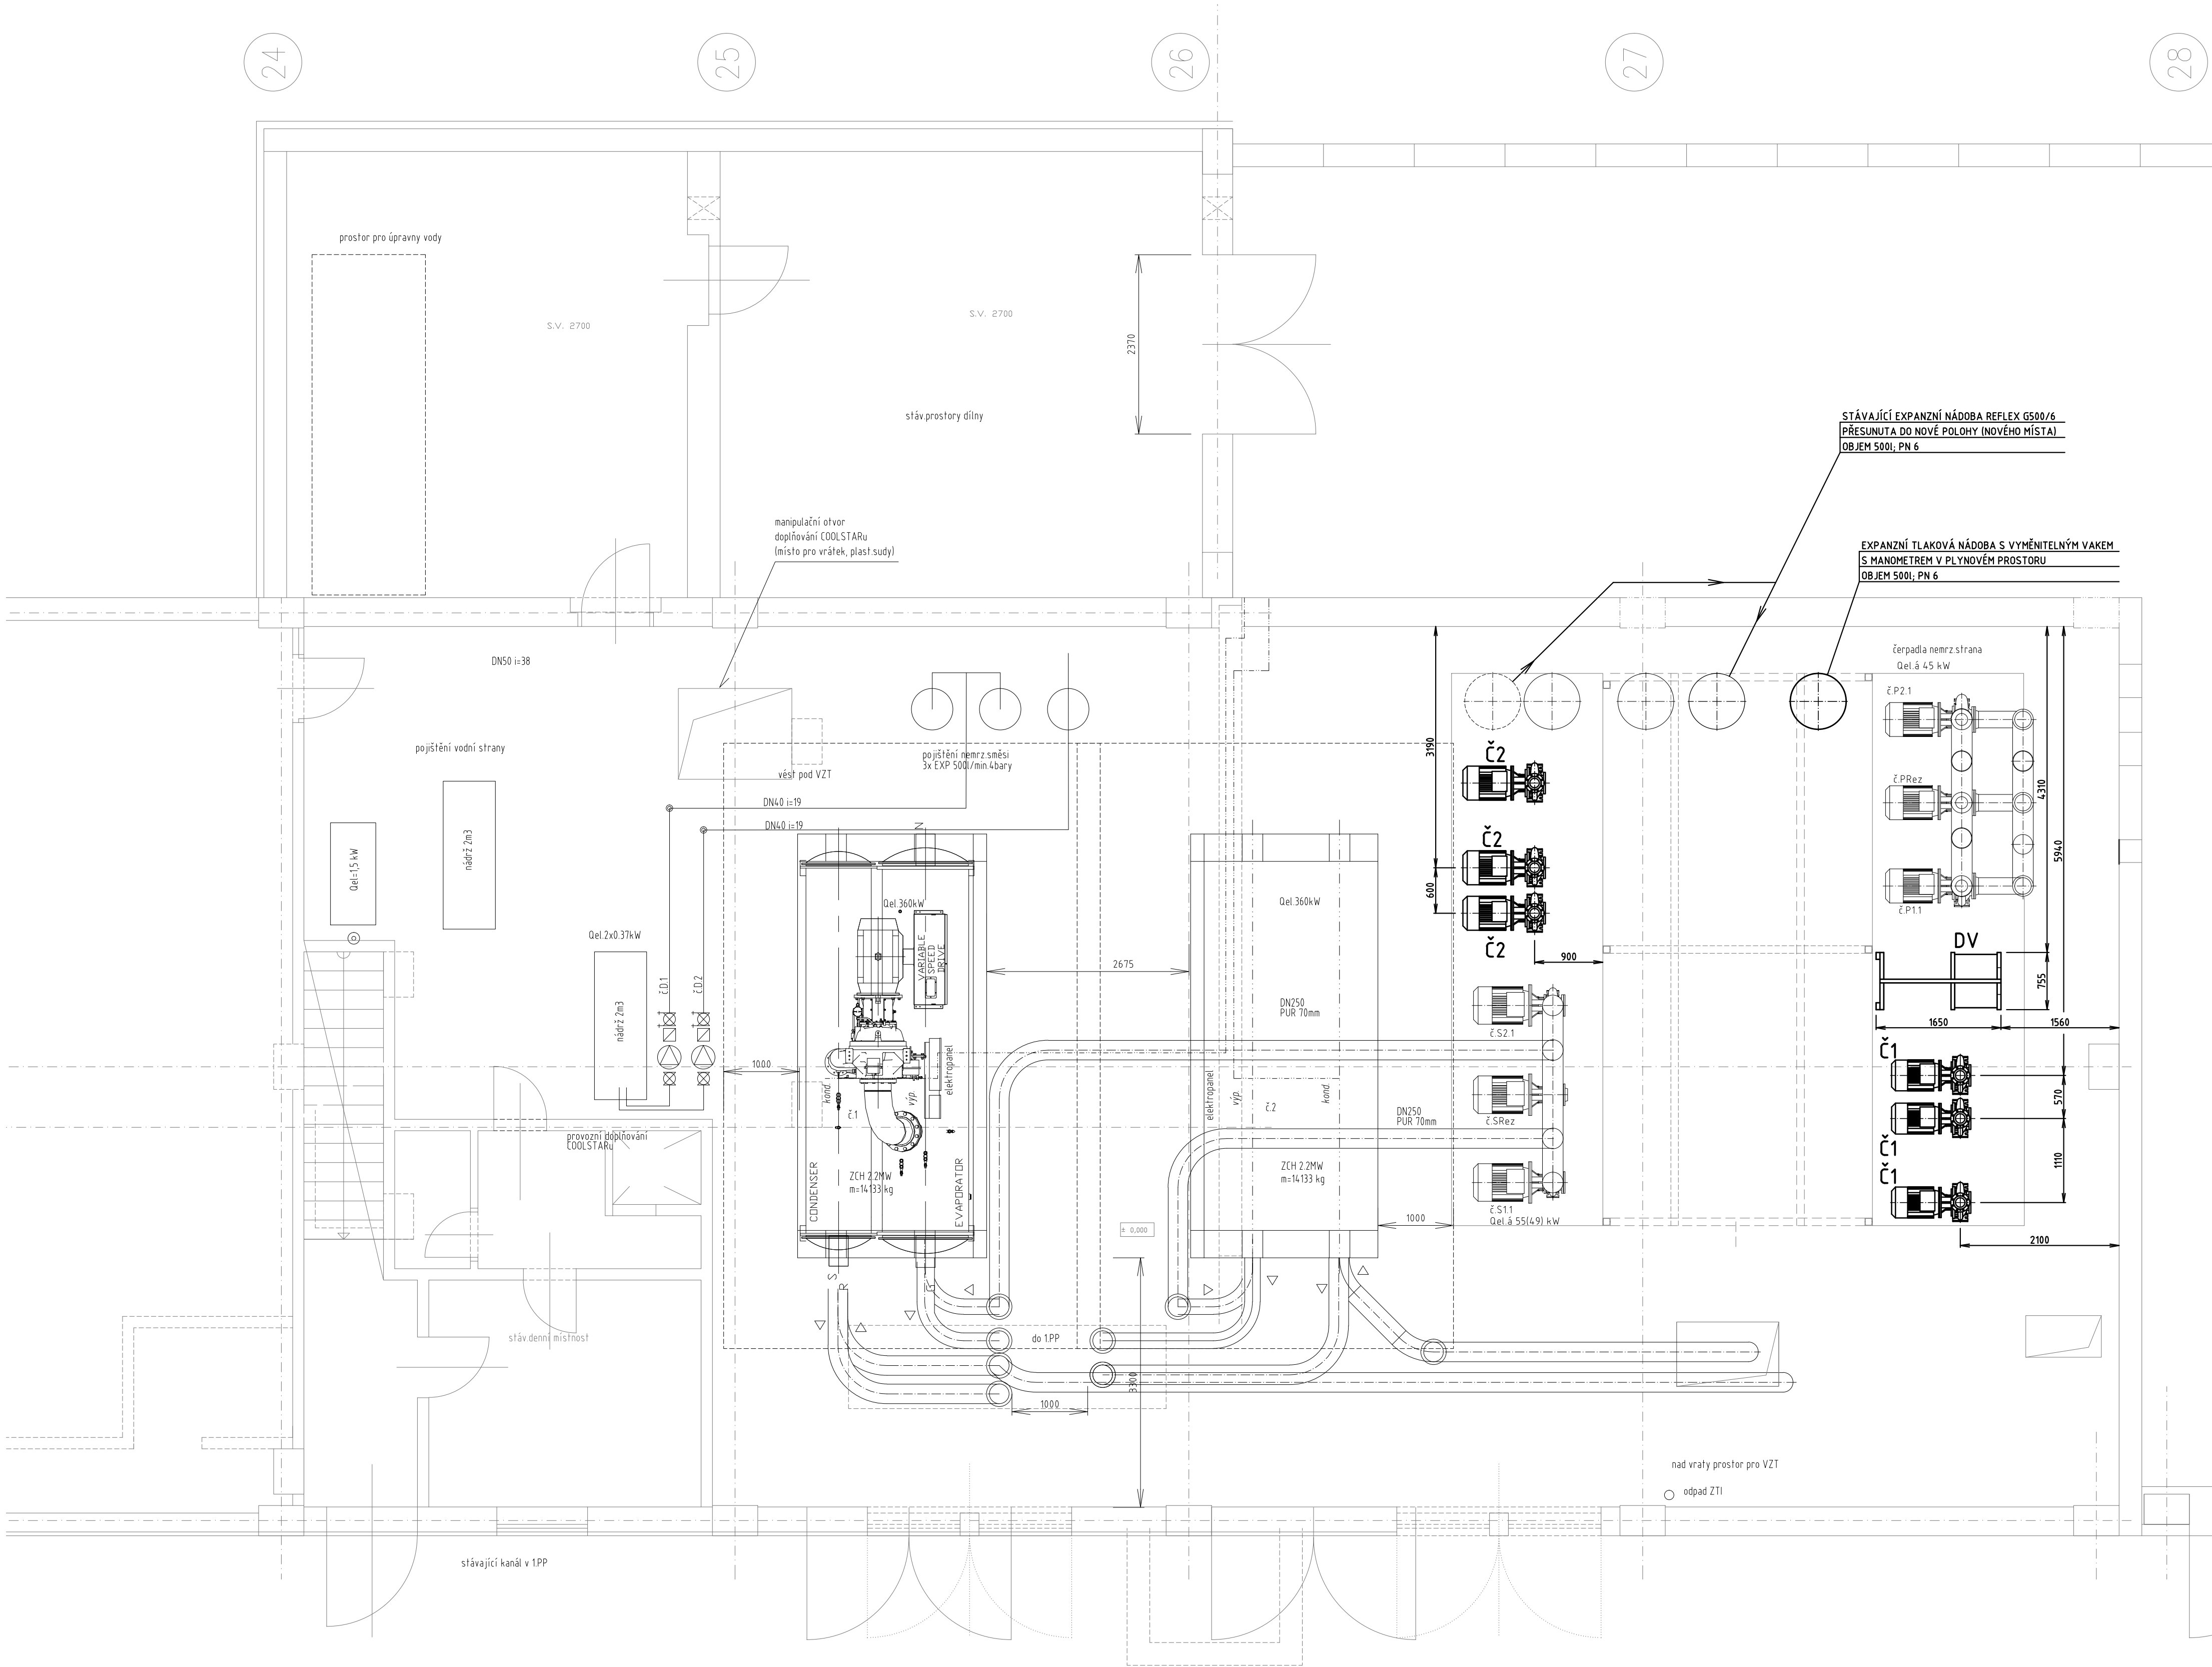 24
25
26
27
28
prostor pro úpravny vody
S.V. 2700
S.V. 2700
2370
stáv.prostory dílny
STÁVAJÍCÍ EXPANZNÍ NÁDOBA REFLEX G500/6
PŘESUNUTA DO NOVÉ POLOHY (NOVÉHO MÍSTA)
OBJEM 500l; PN 6
manipulační otvor
doplňování COOLSTARu
(místo pro vrátek, plast.sudy)
EXPANZNÍ TLAKOVÁ NÁDOBA S VYMĚNITELNÝM VAKEM
S MANOMETREM V PLYNOVÉM PROSTORU
OBJEM 500l; PN 6
DN50 i=38
čerpadla nemrz.strana
Qel.á 45 kW
č.P2.1
pojištění vodní strany
pojištění nemrz.směsi
3x EXP 500l/min.4bary
vést pod VZT
3190
Č2
č.PRez
4310
DN40 i=19
DN40 i=19
N
Qel=1,5 kW
nádrž 2m3
Č2
5940
600
Qel.360kW
Qel.360kW
č.P1.1
Qel.2x0.37kW
VARIABLE
SPEED
DRIVE
Č2
DV
900
2675
755
č.D.1
č.D.2
nádrž 2m3
DN250
PUR 70mm
1650
1560
č.S2.1
Č1
1000
elektropanel
kond.
výp.
č.1
elektropanel
výp.
č.2
kond.
570
DN250
PUR 70mm
č.SRez
Č1
provozní doplňování
COOLSTARu
1110
Č1
CONDENSER
ZCH 2.2MW
m=14133 kg
EVAPORATOR
ZCH 2.2MW
m=14133 kg
č.S1.1
Qel.á 55(49) kW
1000
± 0,000
2100
S
R
G
stáv.denní místnost
do 1.PP
3300
1000
nad vraty prostor pro VZT
odpad ZTI
stávající kanál v 1.PP